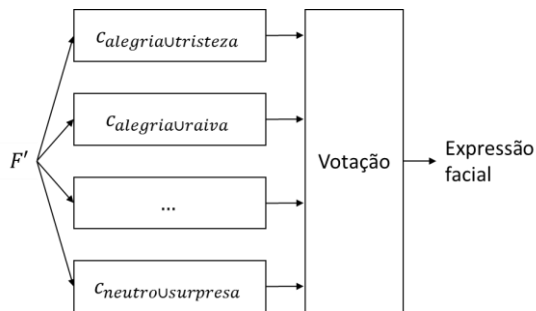 c_alegria∪tristeza
c_alegria∪raiva
F′
...
c_neutro∪surpresa
Votação
Expressão
facial